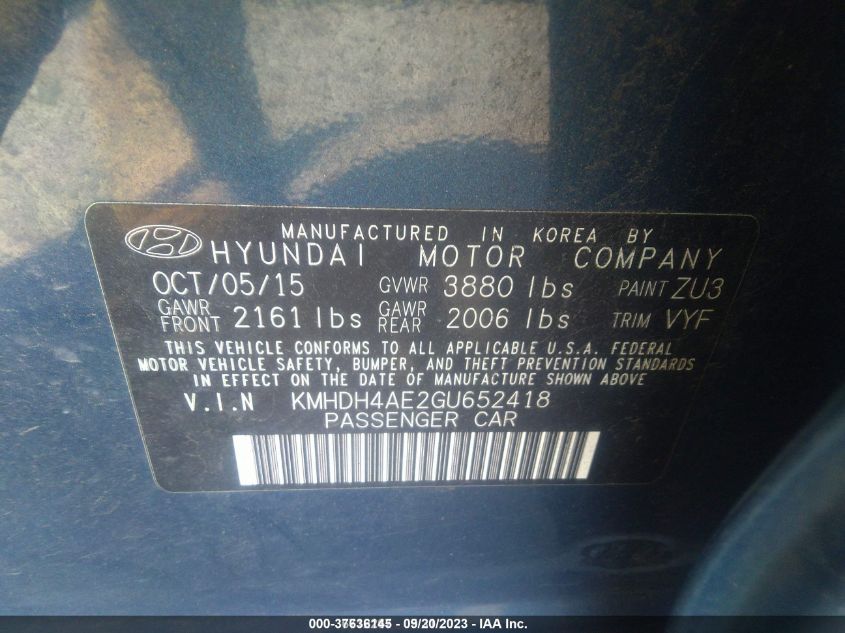 MANUFACTURED IN KOREA BY
HYUNDAI MOTOR COMPANY
OCT/05/15 GVWR 3880 lbs PAINT ZU3
GAWR FRONT 2161 lbs GAWR REAR 2006 lbs TRIM VYF
THIS VEHICLE CONFORMS TO ALL APPLICABLE U.S.A. FEDERAL
MOTOR VEHICLE SAFETY, BUMPER, AND THEFT PREVENTION STANDARDS
IN EFFECT ON THE DATE OF MANUFACTURE SHOWN ABOVE
V.I.N KMHDH4AE2GU652418
PASSENGER CAR
000-37636145 - 09/20/2023 - IAA Inc.